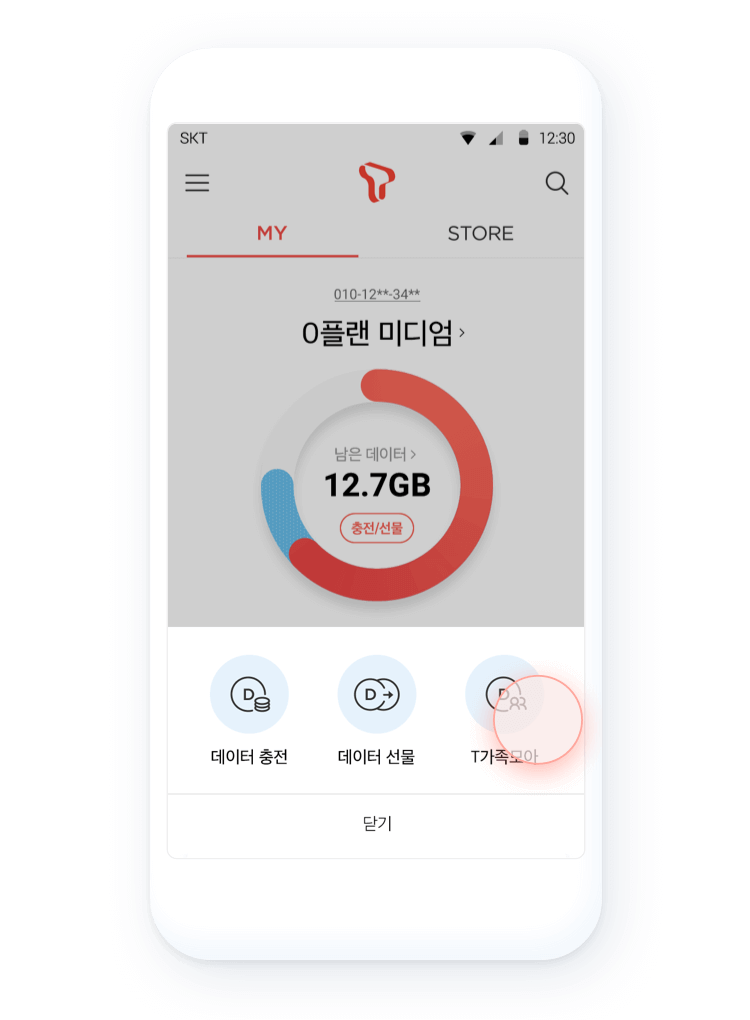 SKT 12:30
MY STORE
010-12**-34**
0플랜 미디엄 >
남은 데이터 >
12.7GB
충전/선물
D D D
데이터 충전 데이터 선물 T가족모아
닫기